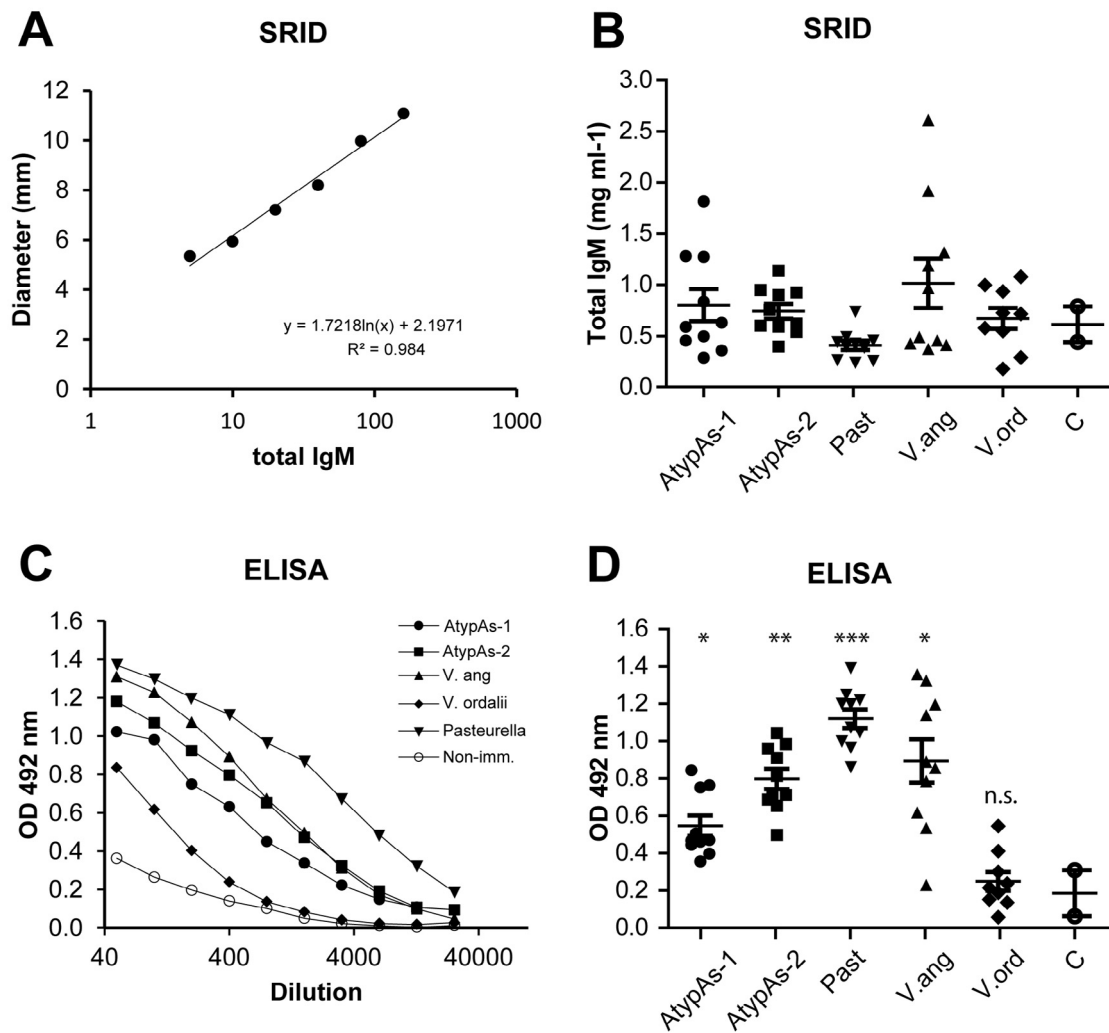 A
SRID
12
10
8
6
4
2
0
Diameter (mm)
1
10
100
1000
total IgM
y = 1.7218ln(x) + 2.1971
R² = 0.984
B
SRID
3.0
2.5
2.0
1.5
1.0
0.5
0.0
Total IgM (mg ml-1)
AtypAs-1
AtypAs-2
Past
V.ang
V.ord
C
C
ELISA
1.6
1.4
1.2
1.0
0.8
0.6
0.4
0.2
0.0
OD 492 nm
40
400
4000
40000
Dilution
AtypAs-1
AtypAs-2
V. ang
V. ordalii
Pasteurella
Non-imm.
D
ELISA
1.6
1.4
1.2
1.0
0.8
0.6
0.4
0.2
0.0
OD 492 nm
*
**
***
*
n.s.
AtypAs-1
AtypAs-2
Past
V.ang
V.ord
C